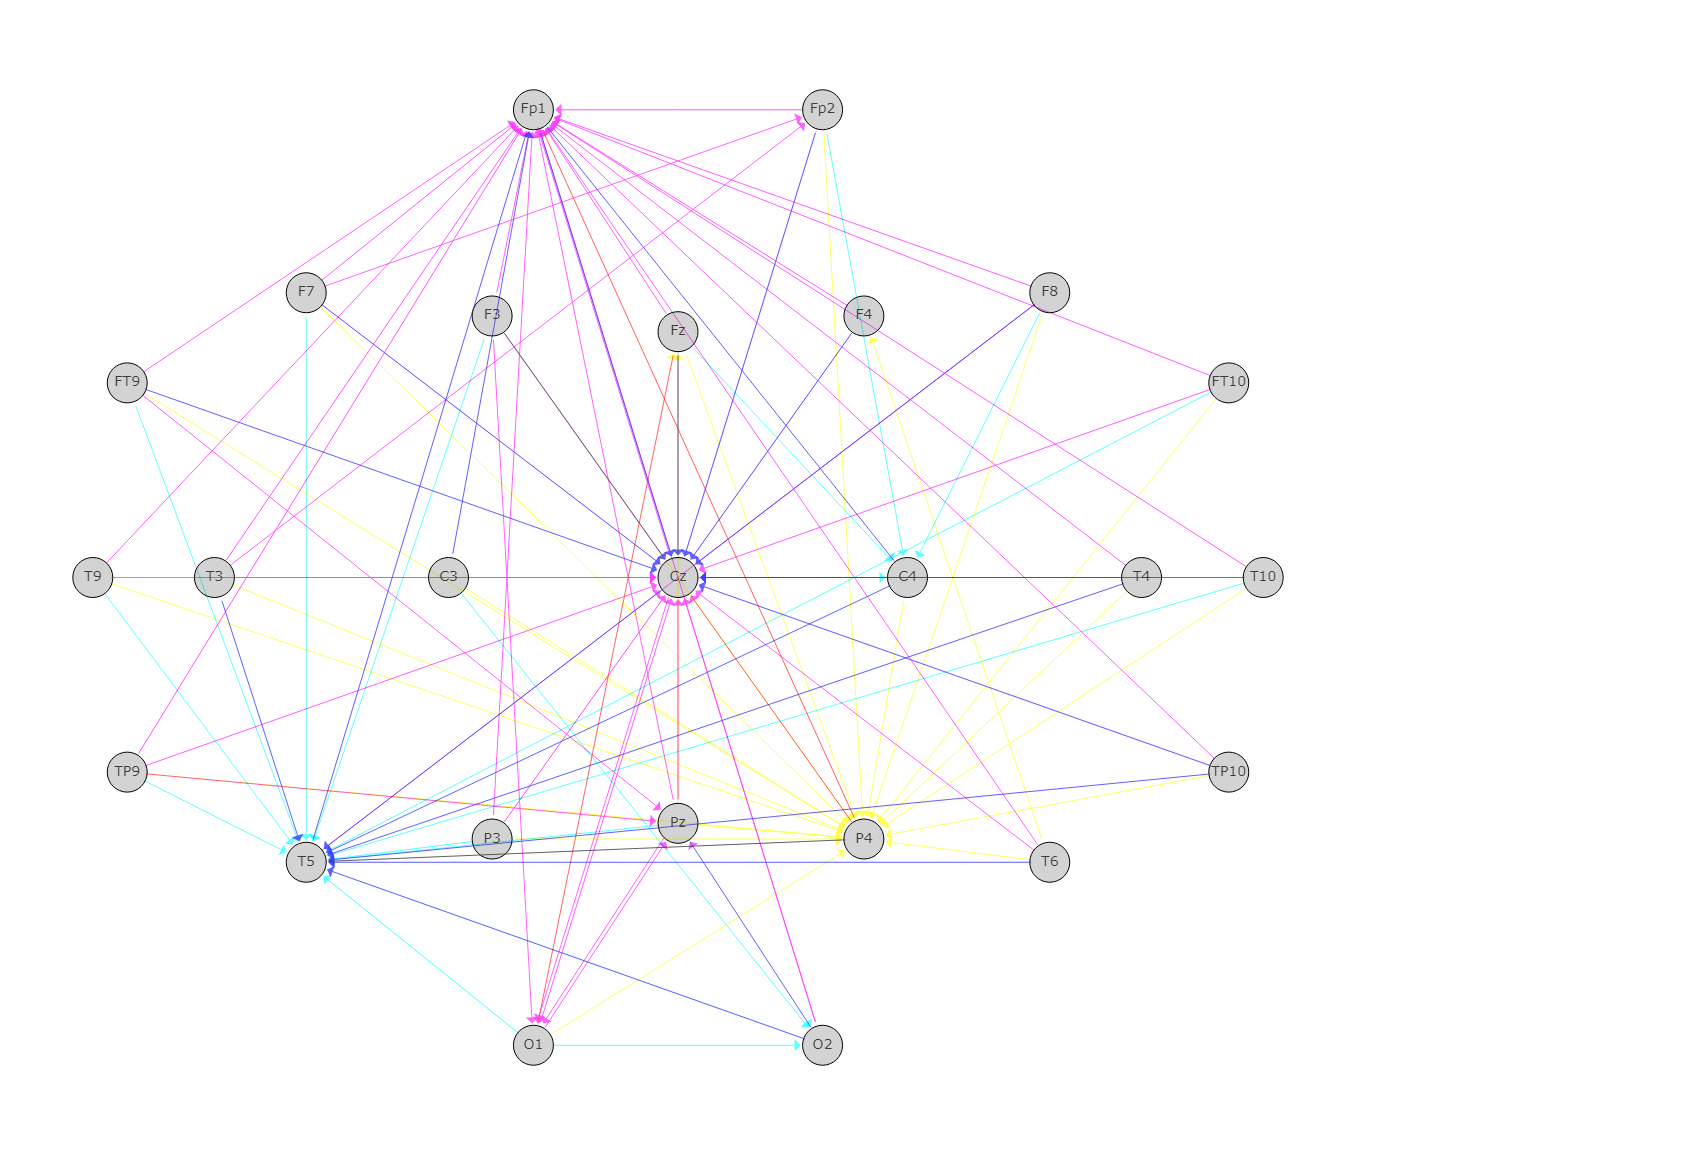 Fp1 Fp2
F7 F3 Fz F4 F8
FT9 FT10
T9 T3 C3 Cz C4 T4 T10
TP9 TP10
T5 P3 Pz P4 T6
O1 O2